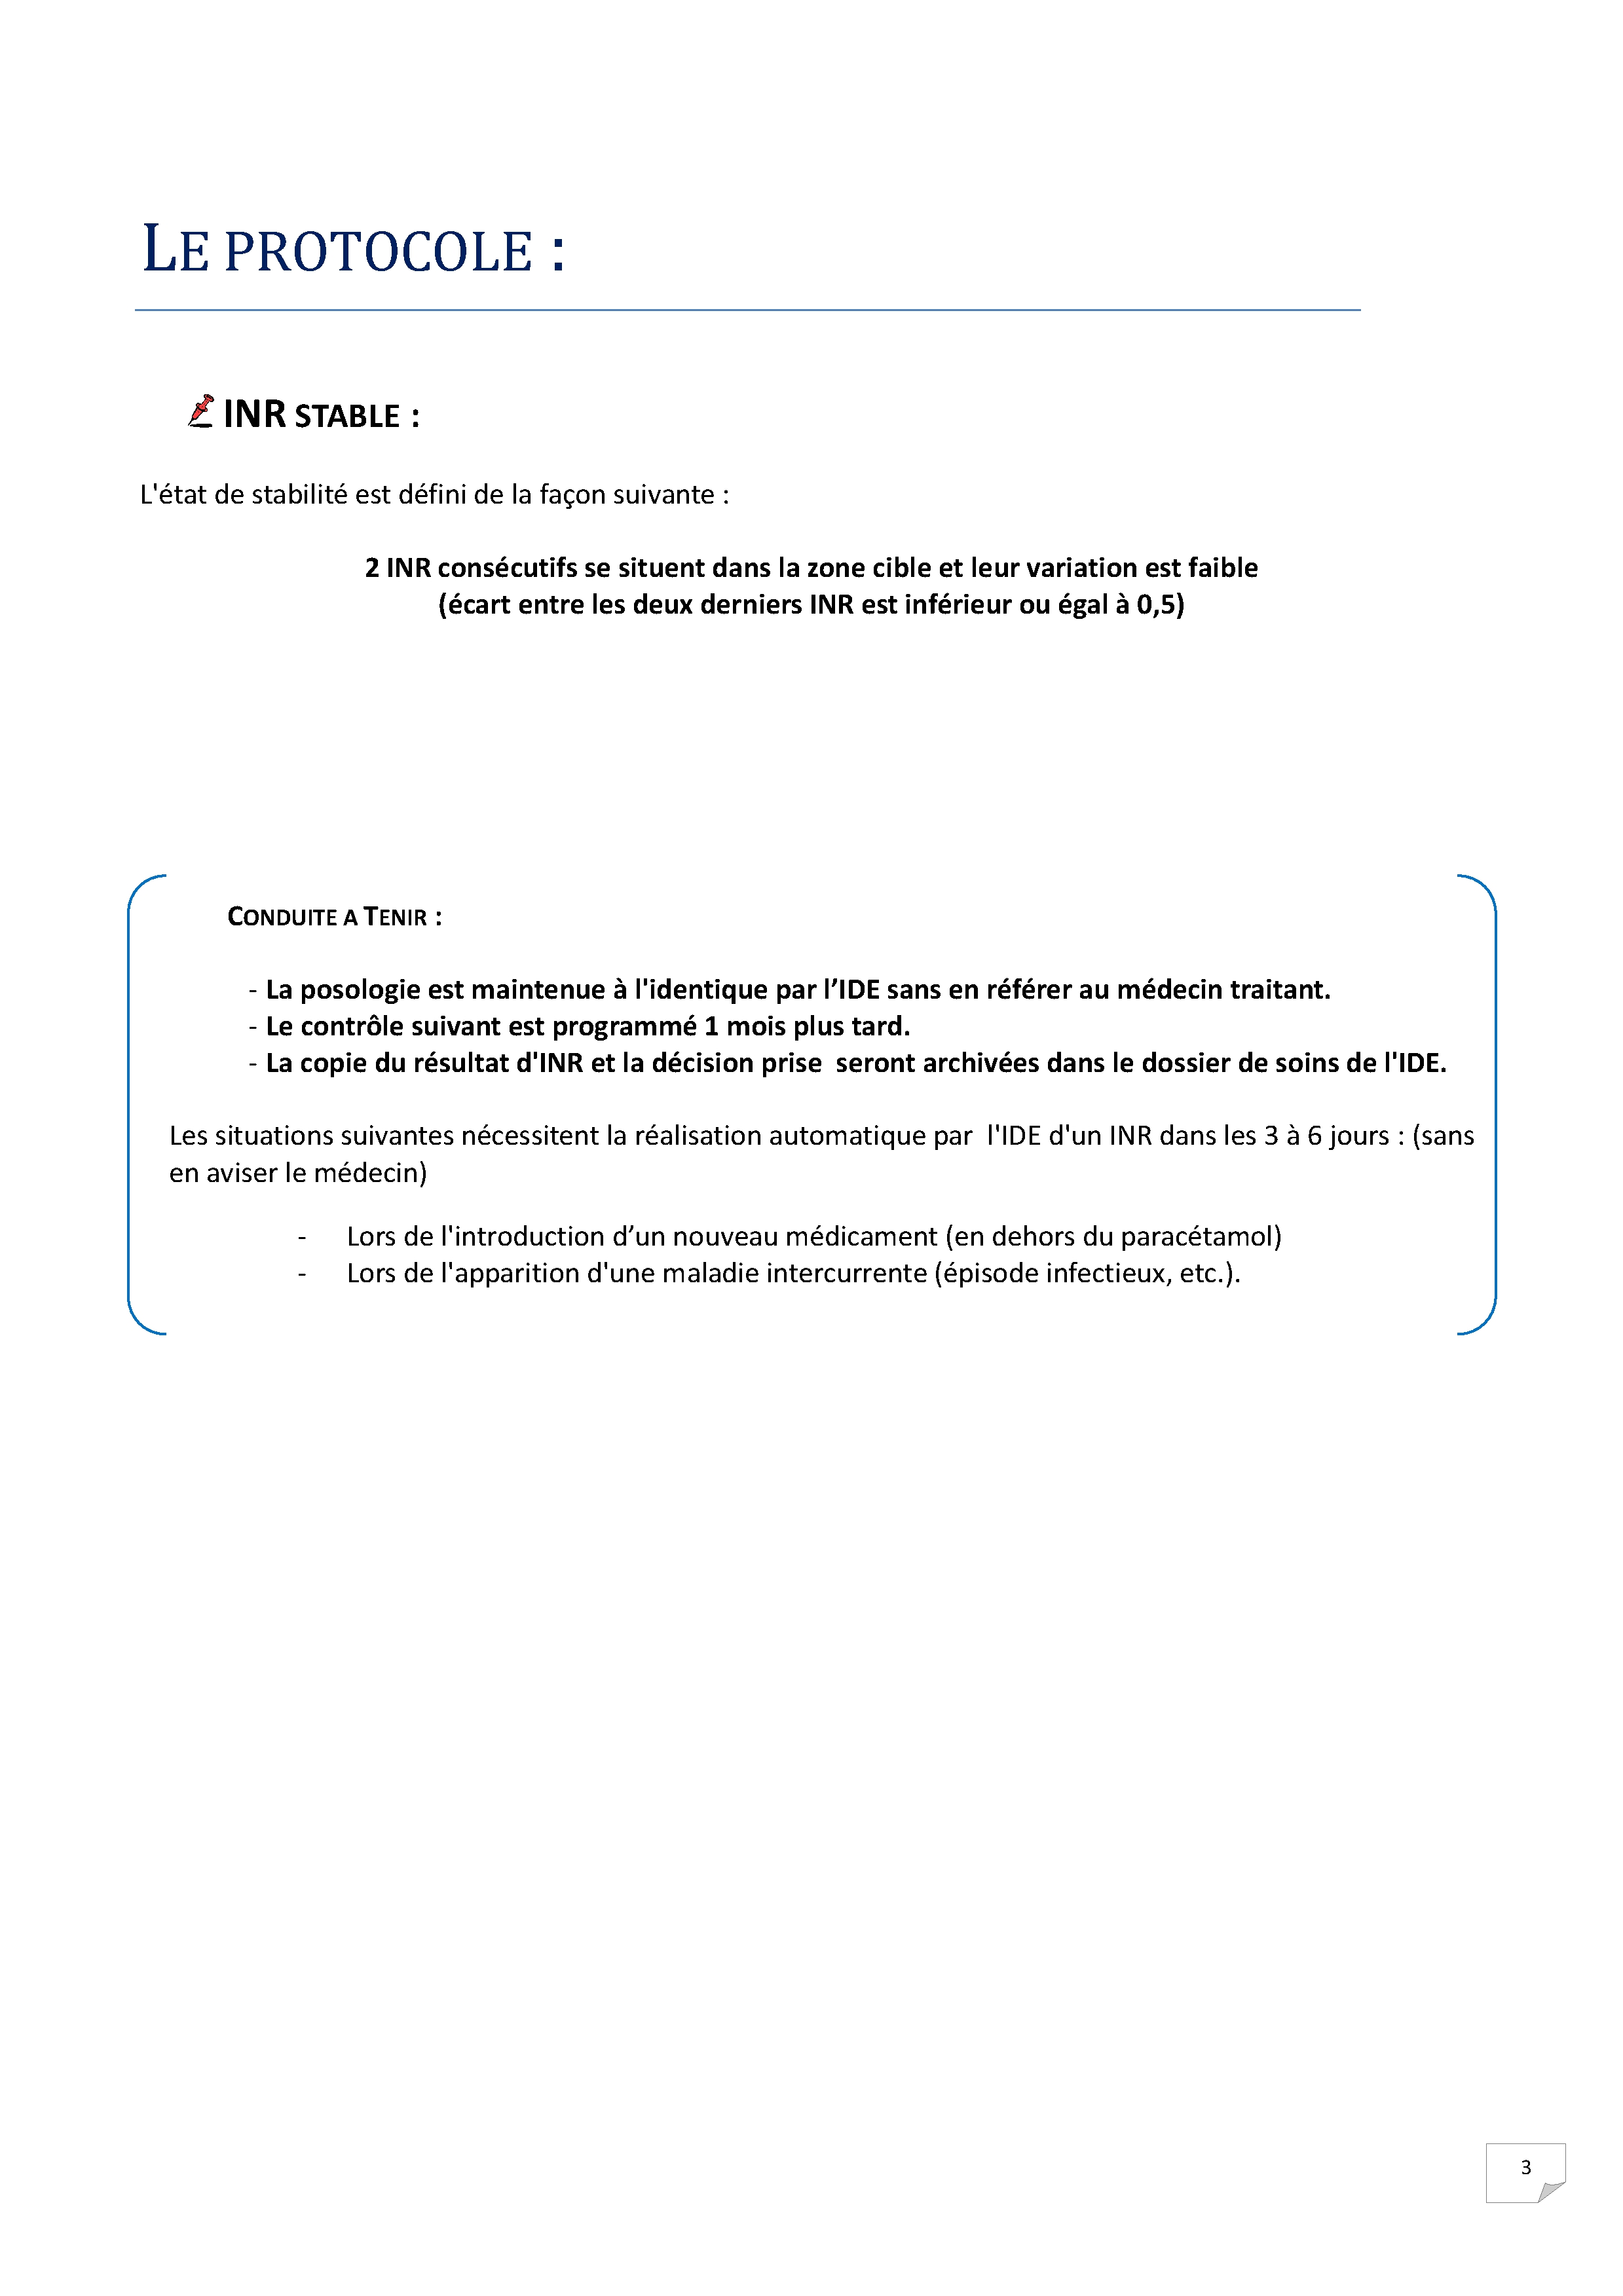 LE PROTOCOLE :
INR STABLE :
L'état de stabilité est défini de la façon suivante :
2 INR consécutifs se situent dans la zone cible et leur variation est faible
(écart entre les deux derniers INR est inférieur ou égal à 0,5)
CONDUITE A TENIR :
- La posologie est maintenue à l'identique par l’IDE sans en référer au médecin traitant.
- Le contrôle suivant est programmé 1 mois plus tard.
- La copie du résultat d'INR et la décision prise  seront archivées dans le dossier de soins de l'IDE.
Les situations suivantes nécessitent la réalisation automatique par  l'IDE d'un INR dans les 3 à 6 jours : (sans
en aviser le médecin)
- Lors de l'introduction d’un nouveau médicament (en dehors du paracétamol)
- Lors de l'apparition d'une maladie intercurrente (épisode infectieux, etc.).
3